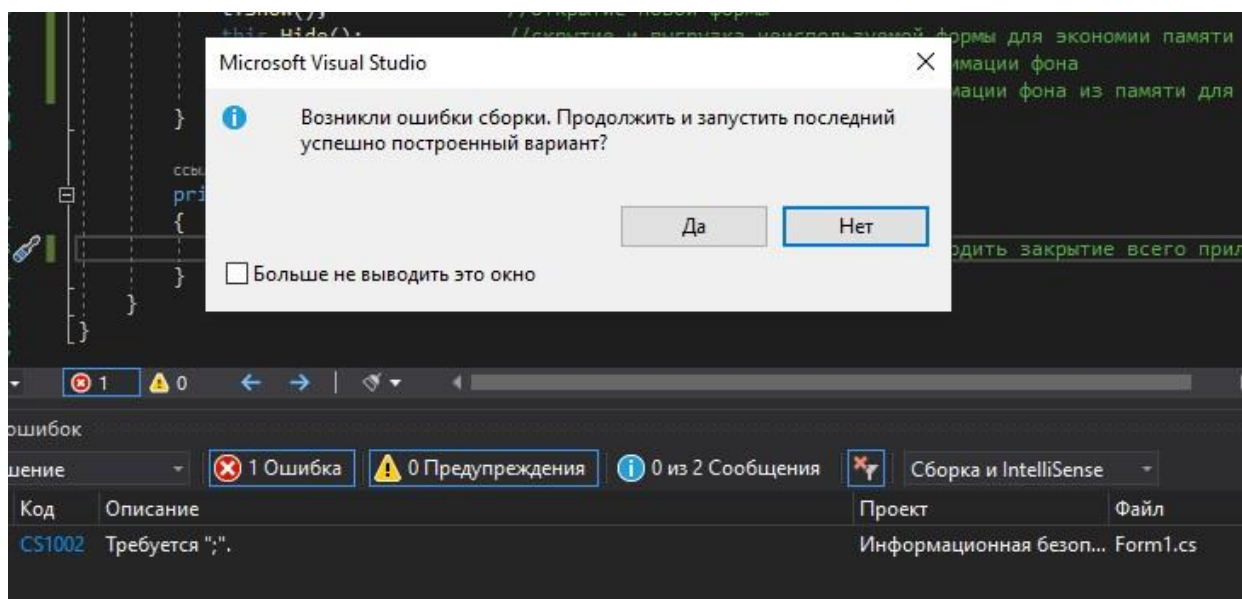 this.Hide(); //скрытие и выгрузка неиспользуемой формы для экономии памяти
Microsoft Visual Studio
имации фона
мации фона из памяти для
Возникли ошибки сборки. Продолжить и запустить последний
успешно построенный вариант?
}
ссы
pri
{
Да
Нет
одить закрытие всего прил
Больше не выводить это окно
}
}
}
1
0
ошибок
шение
1 Ошибка
0 Предупреждения
0 из 2 Сообщения
Сборка и IntelliSense
Код Описание Проект Файл
CS1002 Требуется ";". Информационная безоп... Form1.cs